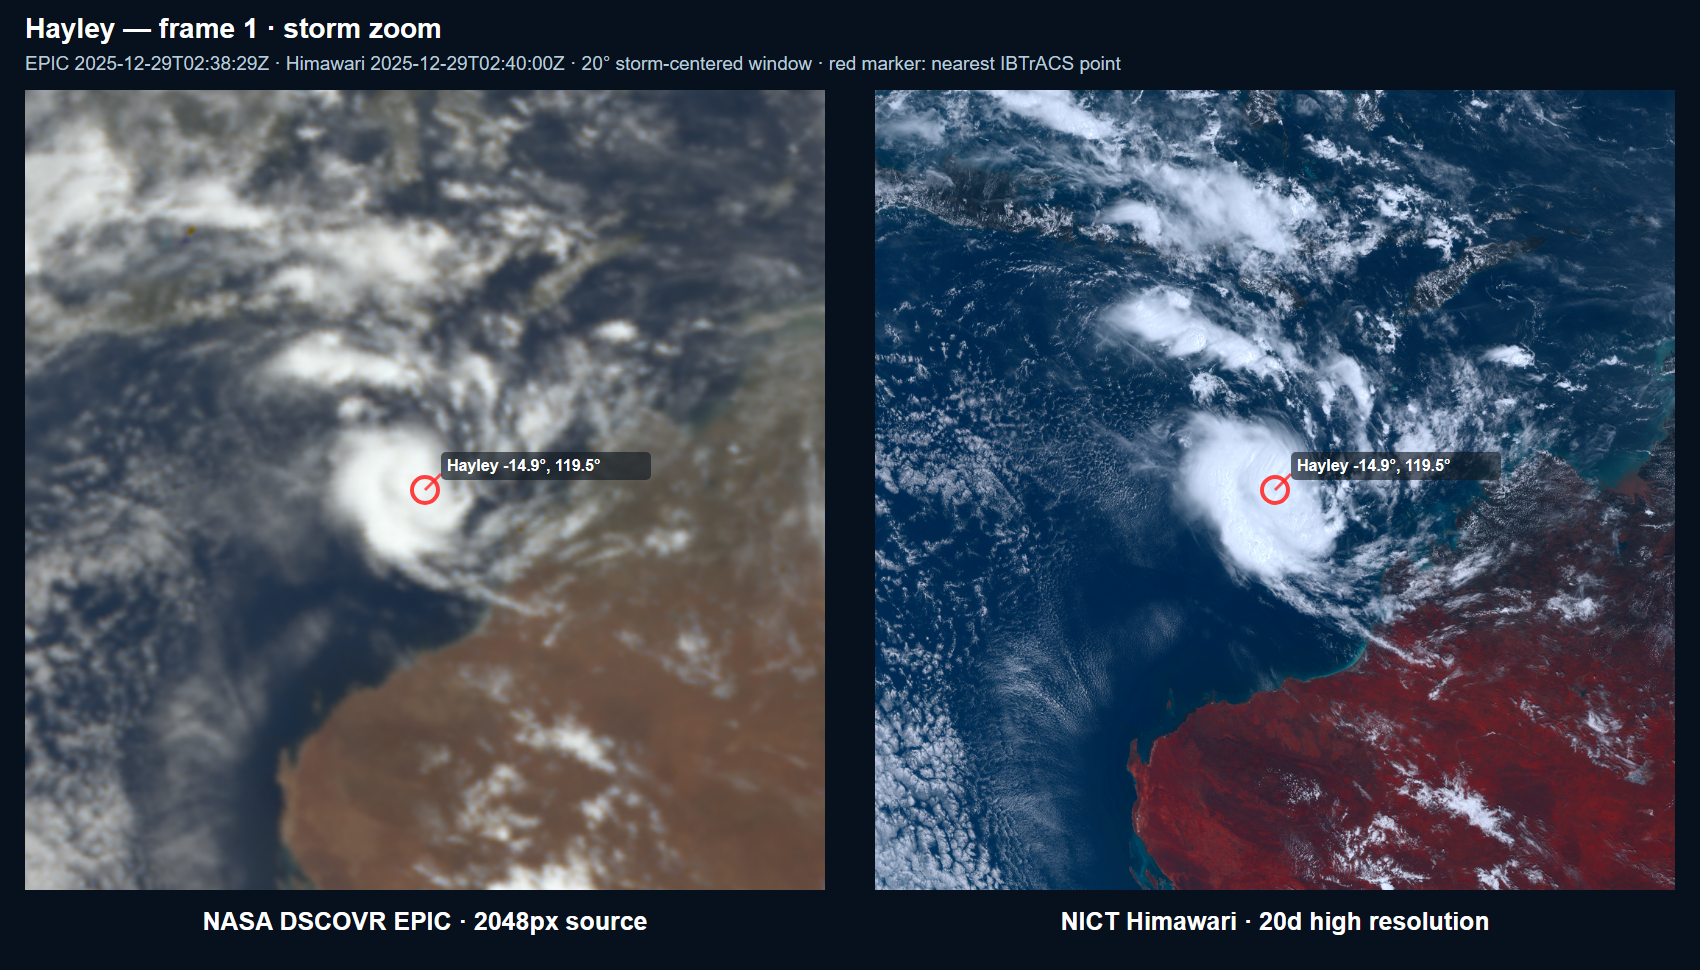 Hayley — frame 1 · storm zoom
EPIC 2025-12-29T02:38:29Z · Himawari 2025-12-29T02:40:00Z · 20° storm-centered window · red marker: nearest IBTrACS point
Hayley -14.9°, 119.5°
Hayley -14.9°, 119.5°
NASA DSCOVR EPIC · 2048px source
NICT Himawari · 20d high resolution